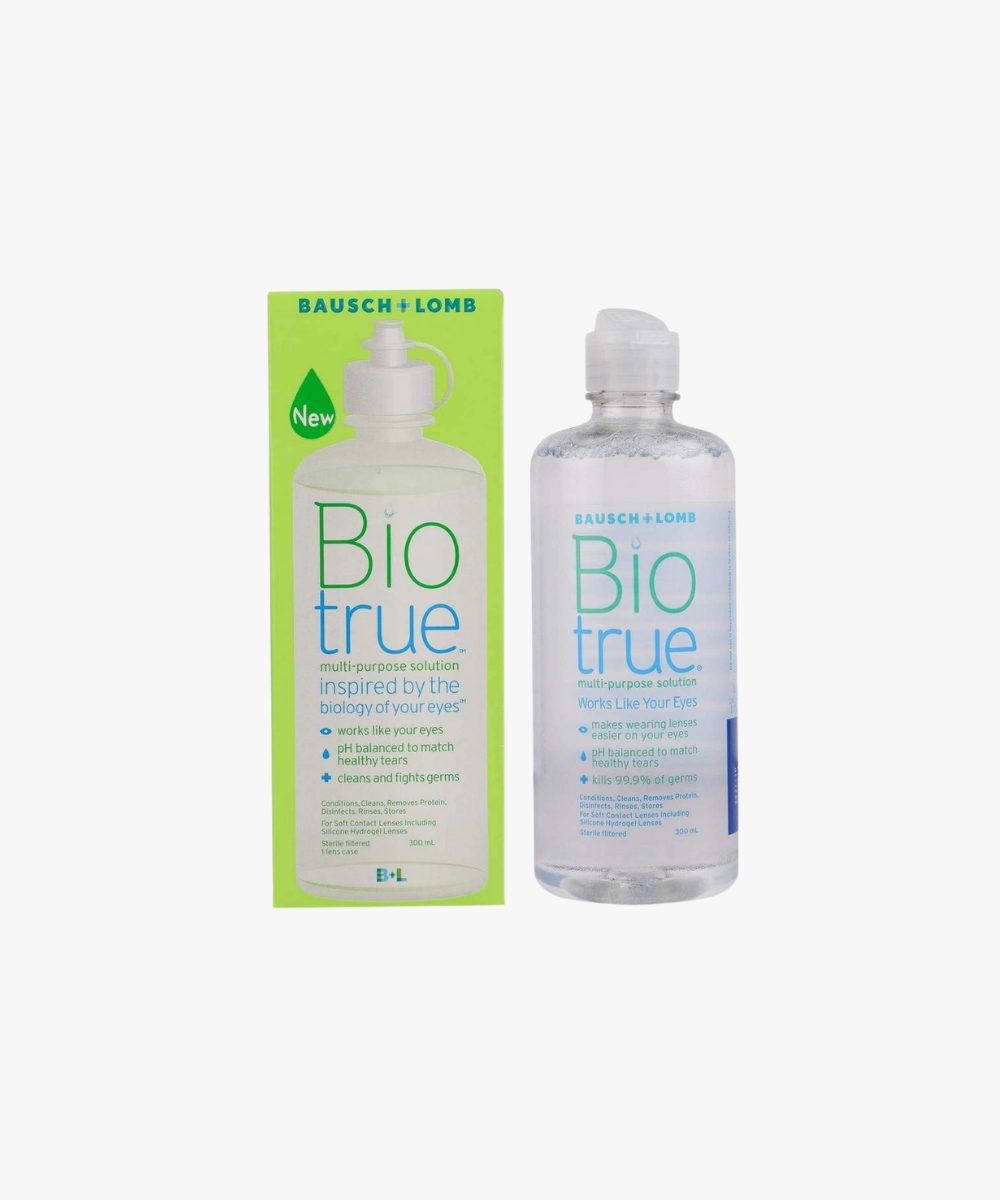 BAUSCH+LOMB
New
Bio
true™
multi-purpose solution
inspired by the
biology of your eyes™
works like your eyes
pH balanced to match
healthy tears
cleans and fights germs
Conditions, Cleans, Removes Protein,
Disinfects, Rinses, Stores
For Soft Contact Lenses Including
Silicone Hydrogel Lenses
Sterile filtered 300 mL
1 lens case
B+L
BAUSCH+LOMB
Bio
true®
multi-purpose solution
Works Like Your Eyes
makes wearing lenses
easier on your eyes
pH balanced to match
healthy tears
kills 99.9% of germs
Conditions, Cleans, Removes Protein,
Disinfects, Rinses, Stores
For Soft Contact Lenses Including
Silicone Hydrogel Lenses
Sterile filtered 300 mL